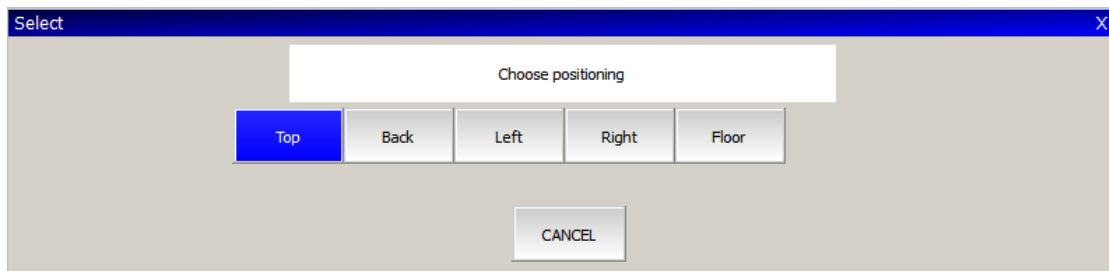 Select X
Choose positioning
Top Back Left Right Floor
CANCEL